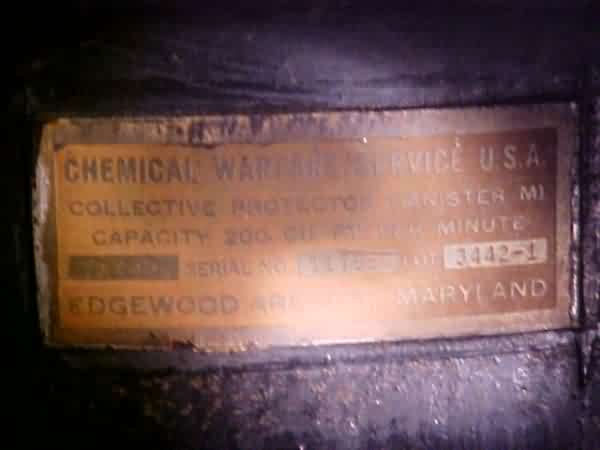 CHEMICAL WARFARE SERVICE U.S.A.
COLLECTIVE PROTECTOR CANISTER M1
CAPACITY 200 CU. FT. PER MINUTE
SERIAL NO. LOT 3442-1
EDGEWOOD MARYLAND